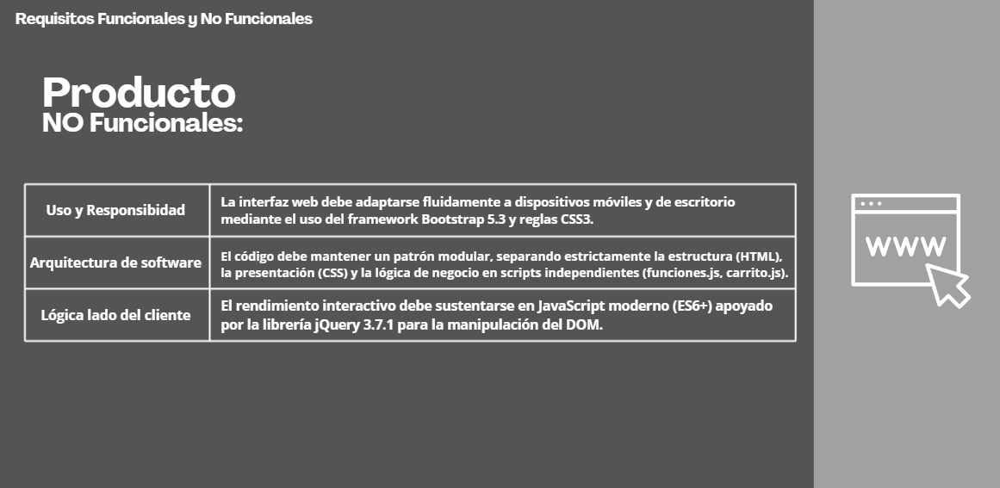 Requisitos Funcionales y No Funcionales
Producto
NO Funcionales:
Uso y Responsibidad
La interfaz web debe adaptarse fluidamente a dispositivos móviles y de escritorio
mediante el uso del framework Bootstrap 5.3 y reglas CSS3.
Arquitectura de software
El código debe mantener un patrón modular, separando estrictamente la estructura (HTML),
la presentación (CSS) y la lógica de negocio en scripts independientes (funciones.js, carrito.js).
Lógica lado del cliente
El rendimiento interactivo debe sustentarse en JavaScript moderno (ES6+) apoyado
por la librería jQuery 3.7.1 para la manipulación del DOM.
WWW